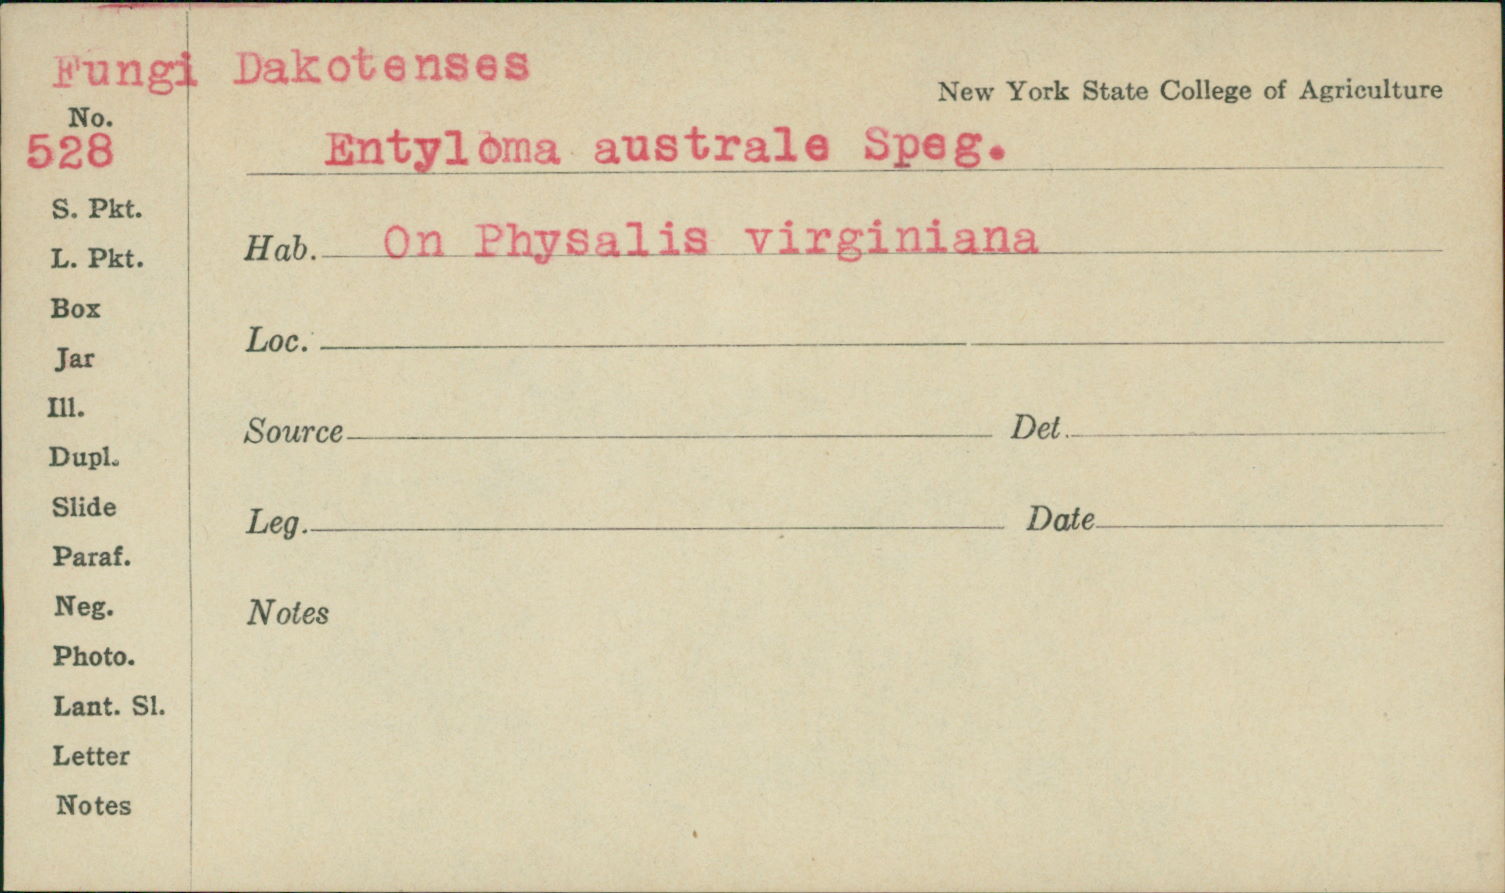 Fungi Dakotenses
New York State College of Agriculture
No.
528
Entyloma australe Speg.
S. Pkt.
L. Pkt.
Box
Jar
Ill.
Dupl.
Slide
Paraf.
Neg.
Photo.
Lant. Sl.
Letter
Notes
Hab. On Physalis virginiana
Loc.
Source Det.
Leg. Date
Notes